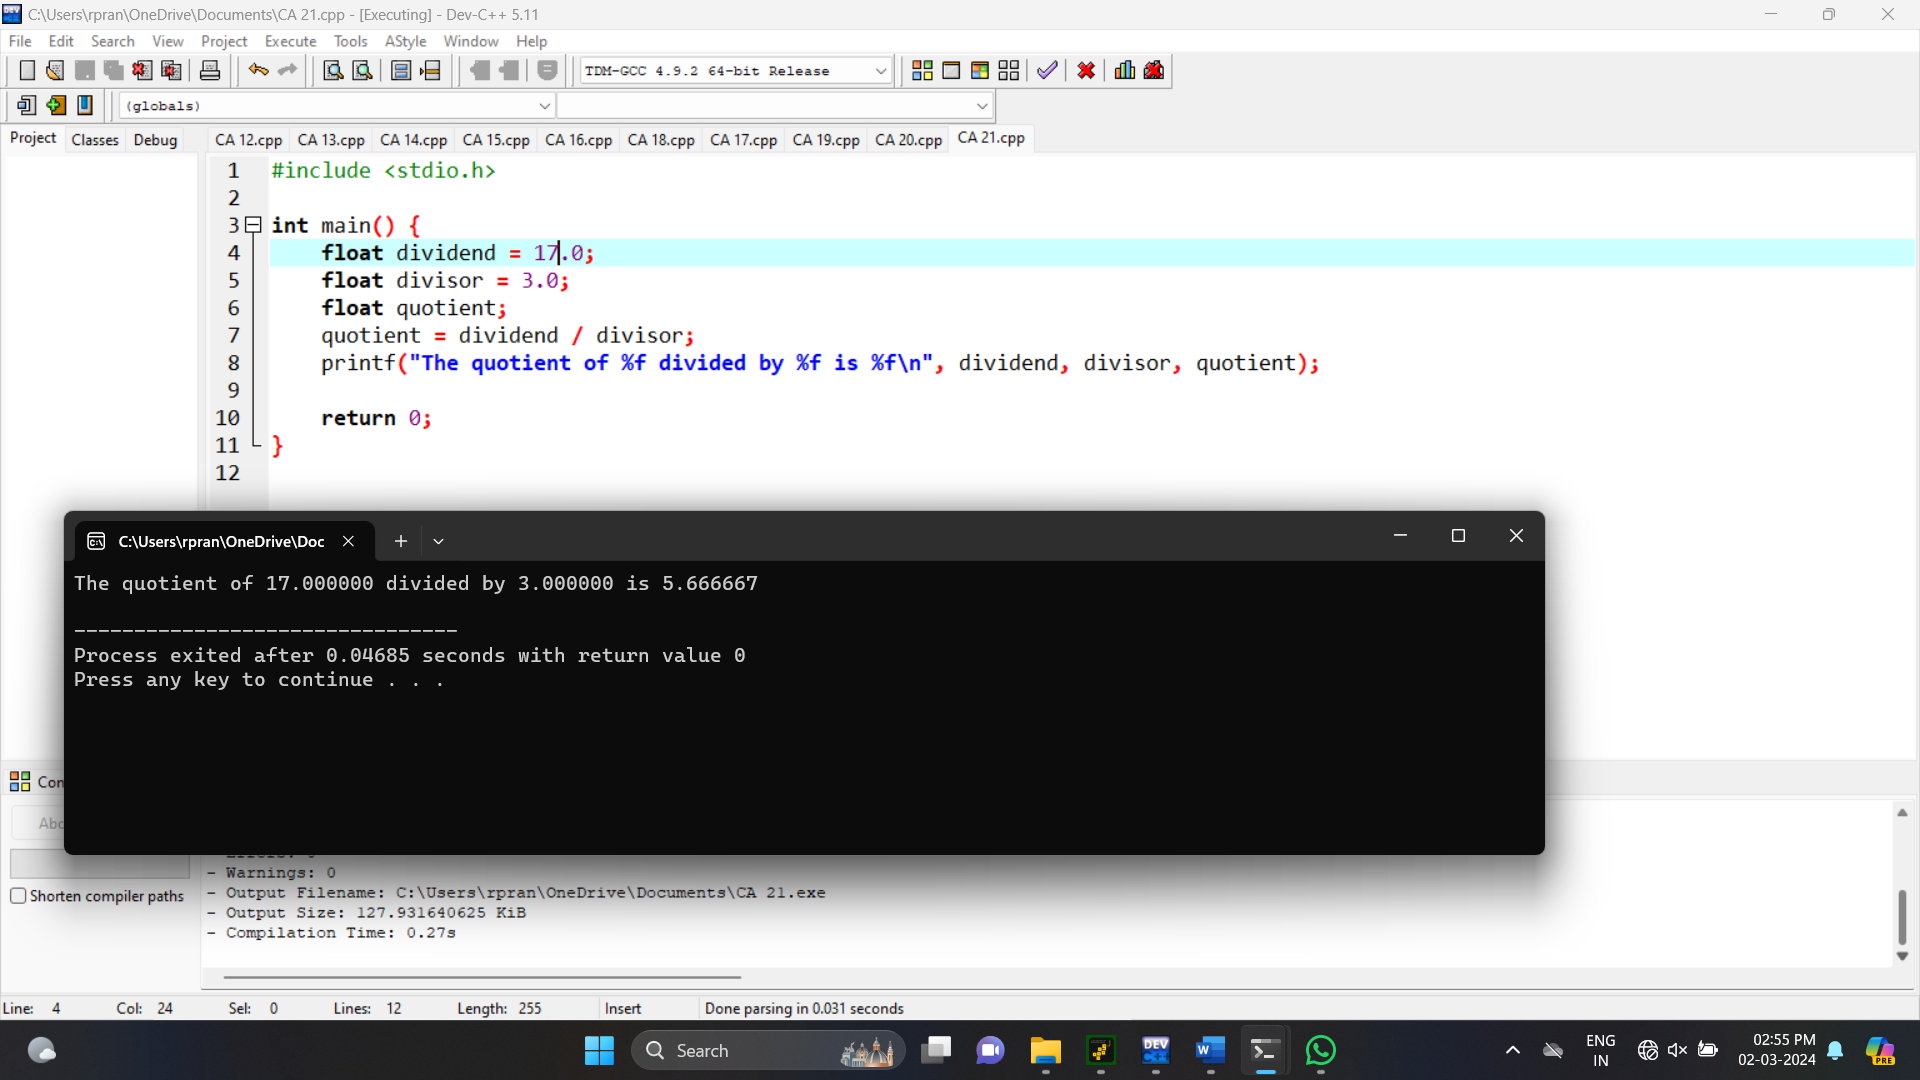 C:\Users\rpran\OneDrive\Documents\CA 21.cpp - [Executing] - Dev-C++ 5.11
File Edit Search View Project Execute Tools AStyle Window Help
TDM-GCC 4.9.2 64-bit Release
(globals)
Project Classes Debug CA 12.cpp CA 13.cpp CA 14.cpp CA 15.cpp CA 16.cpp CA 18.cpp CA 17.cpp CA 19.cpp CA 20.cpp CA 21.cpp
1 #include <stdio.h>
2
3 int main() {
4 float dividend = 17.0;
5 float divisor = 3.0;
6 float quotient;
7 quotient = dividend / divisor;
8 printf("The quotient of %f divided by %f is %f\n", dividend, divisor, quotient);
9
10 return 0;
11 }
12
C:\Users\rpran\OneDrive\Doc
The quotient of 17.000000 divided by 3.000000 is 5.666667
--------------------------------
Process exited after 0.04685 seconds with return value 0
Press any key to continue . . .
- Warnings: 0
- Output Filename: C:\Users\rpran\OneDrive\Documents\CA 21.exe
Shorten compiler paths
- Output Size: 127.931640625 KiB
- Compilation Time: 0.27s
Line: 4 Col: 24 Sel: 0 Lines: 12 Length: 255 Insert Done parsing in 0.031 seconds
Search
DEV
ENG
IN
02:55 PM
02-03-2024
PRE